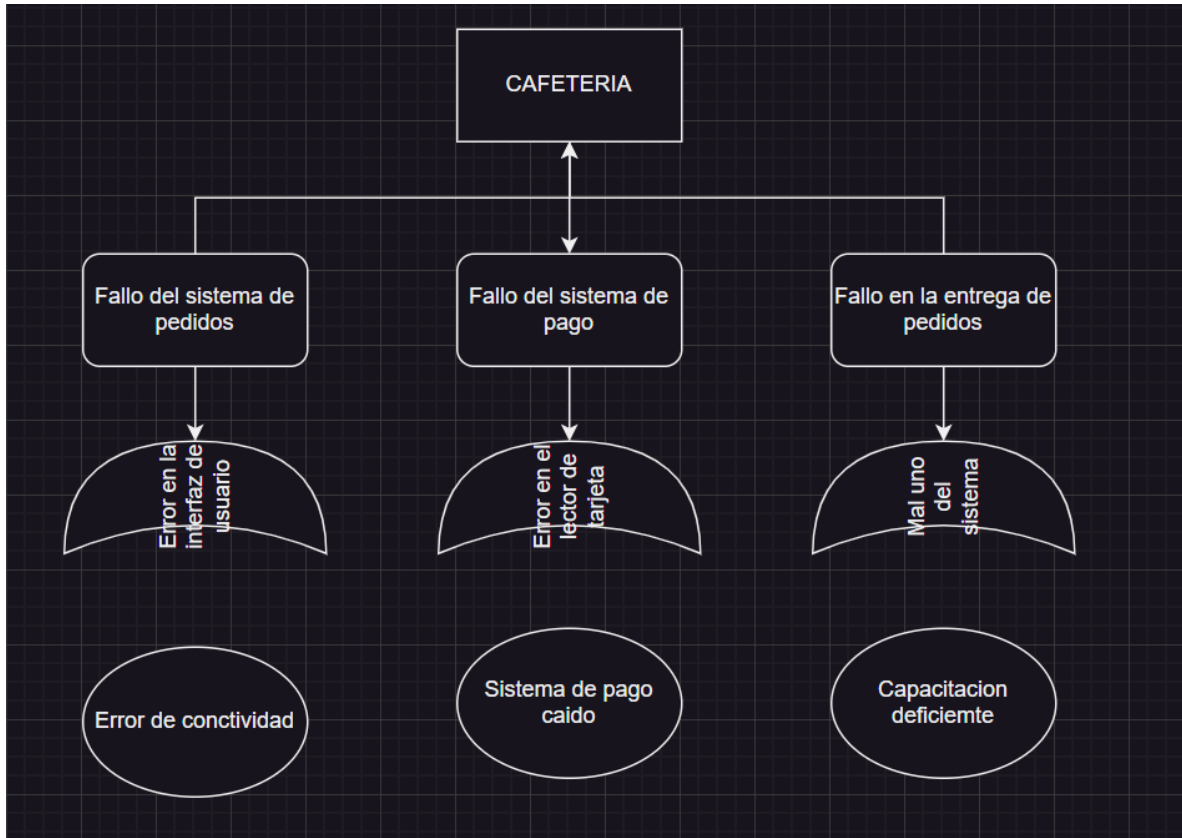 CAFETERIA
Fallo del sistema de
pedidos
Fallo del sistema de
pago
Fallo en la entrega de
pedidos
Error en la
interfaz de
usuario
Error en el
lector de
tarjeta
Mal uno
del
sistema
Error de conctividad
Sistema de pago
caido
Capacitacion
deficiemte